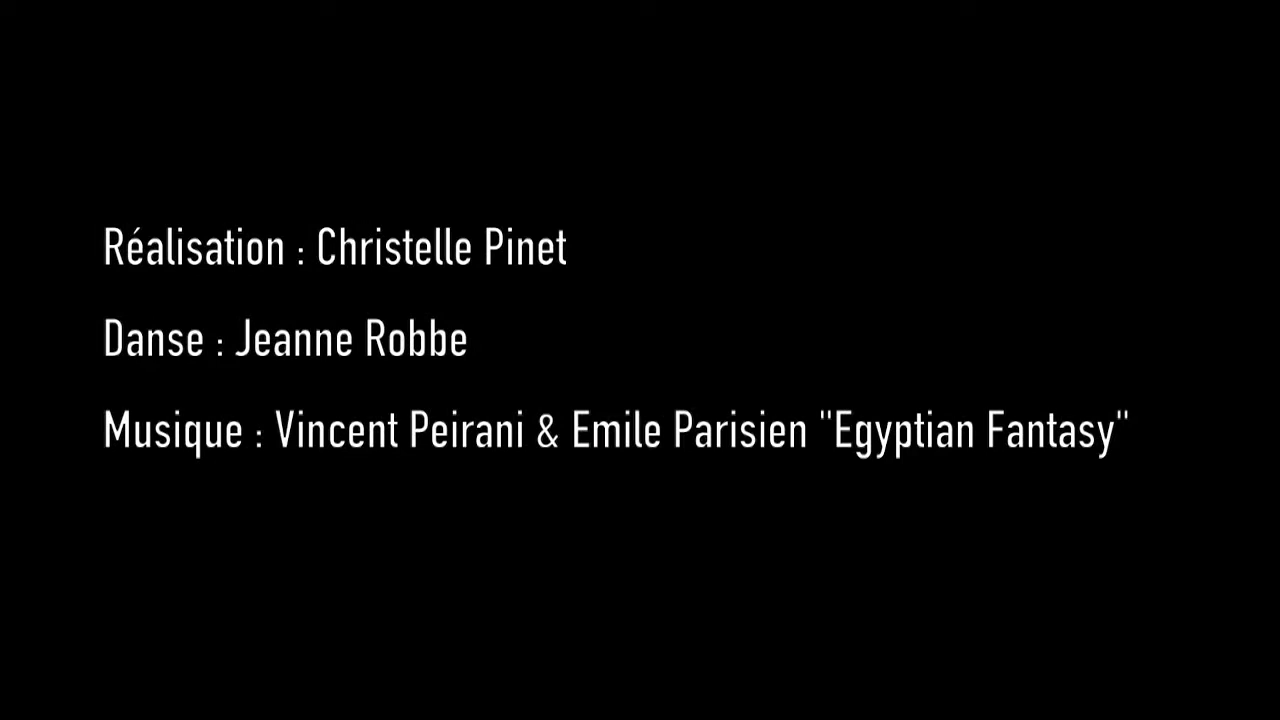 Réalisation : Christelle Pinet
Danse : Jeanne Robbe
Musique : Vincent Peirani & Emile Parisien "Egyptian Fantasy"